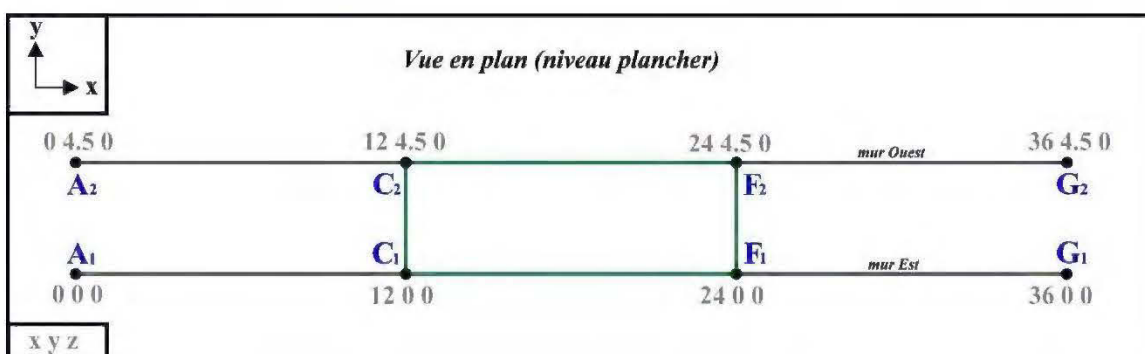 y
x
Vue en plan (niveau plancher)
0 4.5 0 12 4.5 0 24 4.5 0 36 4.5 0
mur Ouest
A2 C2 F2 G2
A1 C1 F1 G1
mur Est
0 0 0 12 0 0 24 0 0 36 0 0
x y z